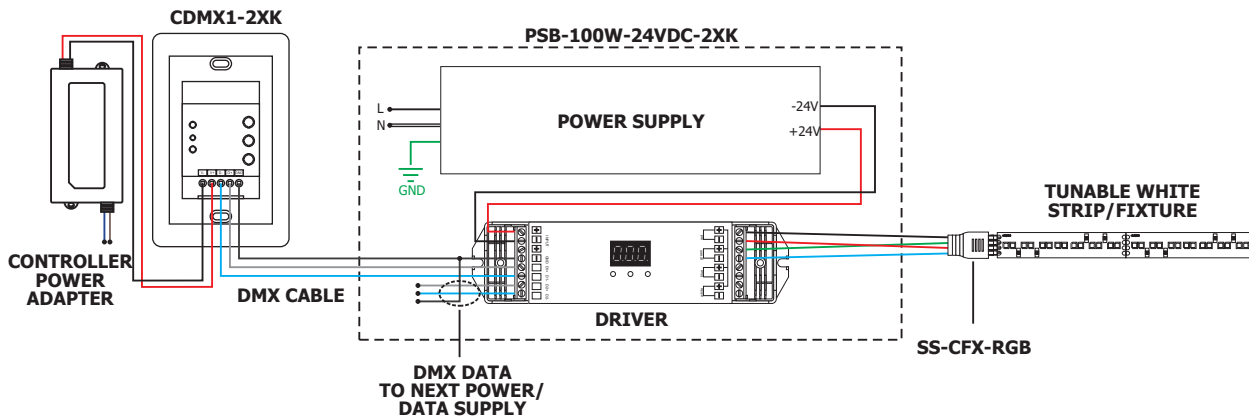 CDMX1-2XK
PSB-100W-24VDC-2XK
L
N
GND
POWER SUPPLY
-24V
+24V
TUNABLE WHITE
STRIP/FIXTURE
CONTROLLER
POWER
ADAPTER
DMX CABLE
DRIVER
SS-CFX-RGB
DMX DATA
TO NEXT POWER/
DATA SUPPLY